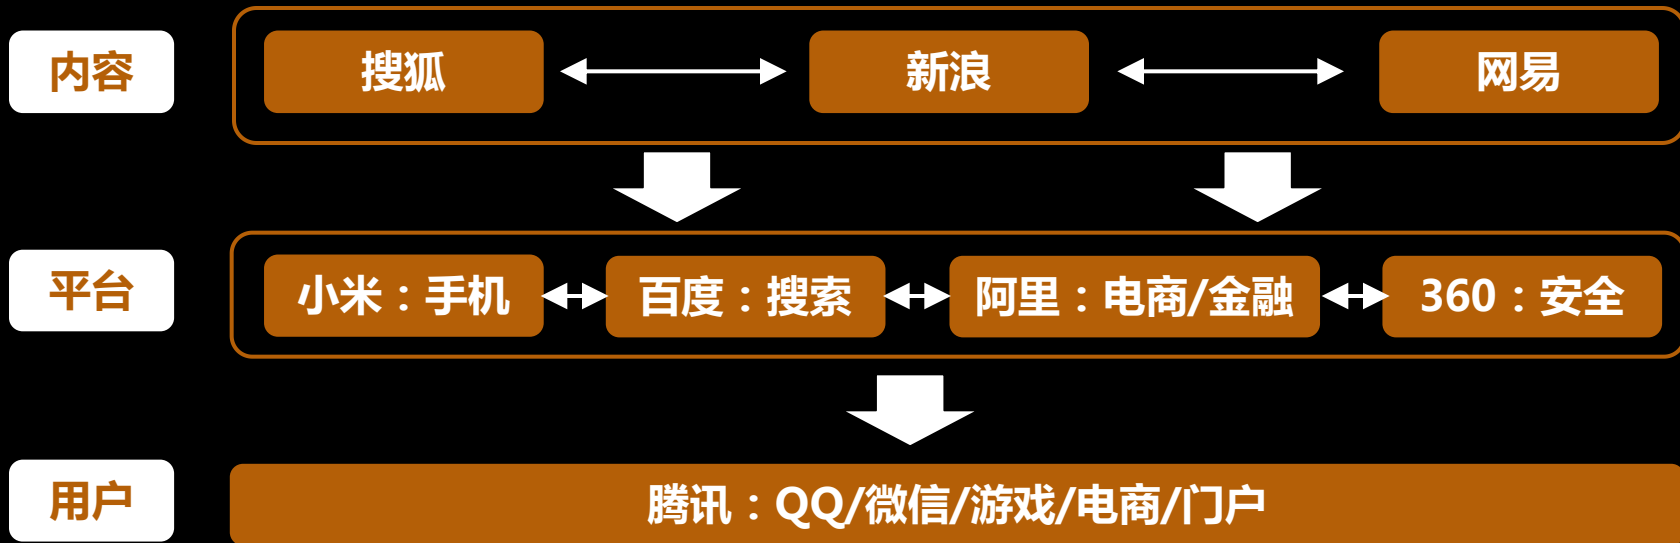 内容
搜狐
新浪
网易
平台
小米：手机
百度：搜索
阿里：电商/金融
360：安全
用户
腾讯：QQ/微信/游戏/电商/门户